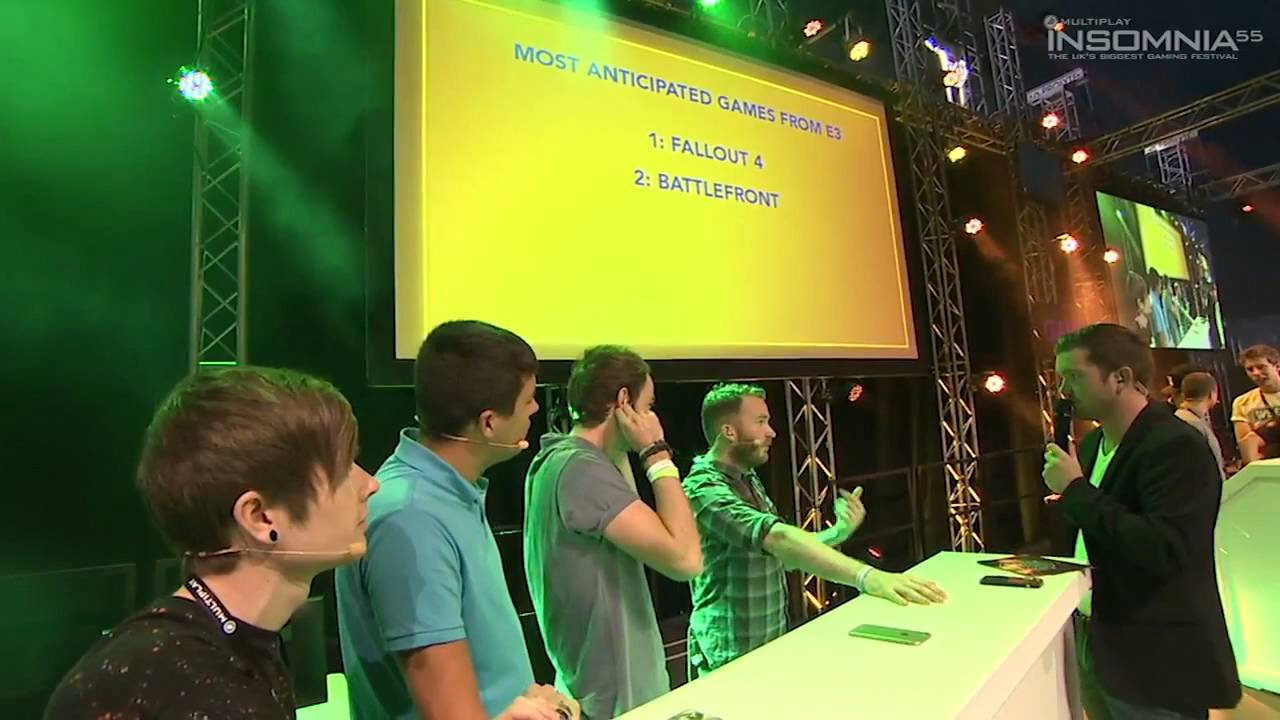 MULTIPLAY
INSOMNIA55
THE UK'S BIGGEST GAMING FESTIVAL
MOST ANTICIPATED GAMES FROM E3
1: FALLOUT 4
2: BATTLEFRONT
MULTIPLAY